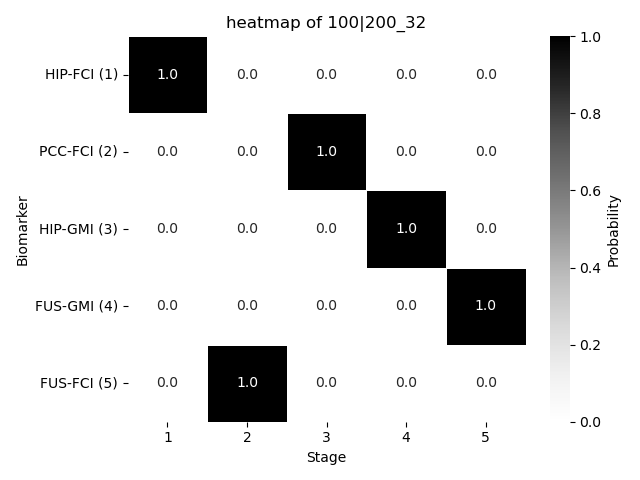 heatmap of 100|200_32
HIP-FCI (1)
1.0 0.0 0.0 0.0 0.0
PCC-FCI (2)
0.0 0.0 1.0 0.0 0.0
HIP-GMI (3)
0.0 0.0 0.0 1.0 0.0
FUS-GMI (4)
0.0 0.0 0.0 0.0 1.0
FUS-FCI (5)
0.0 1.0 0.0 0.0 0.0
Biomarker
1 2 3 4 5
Stage
1.0
0.8
0.6
0.4
0.2
0.0
Probability